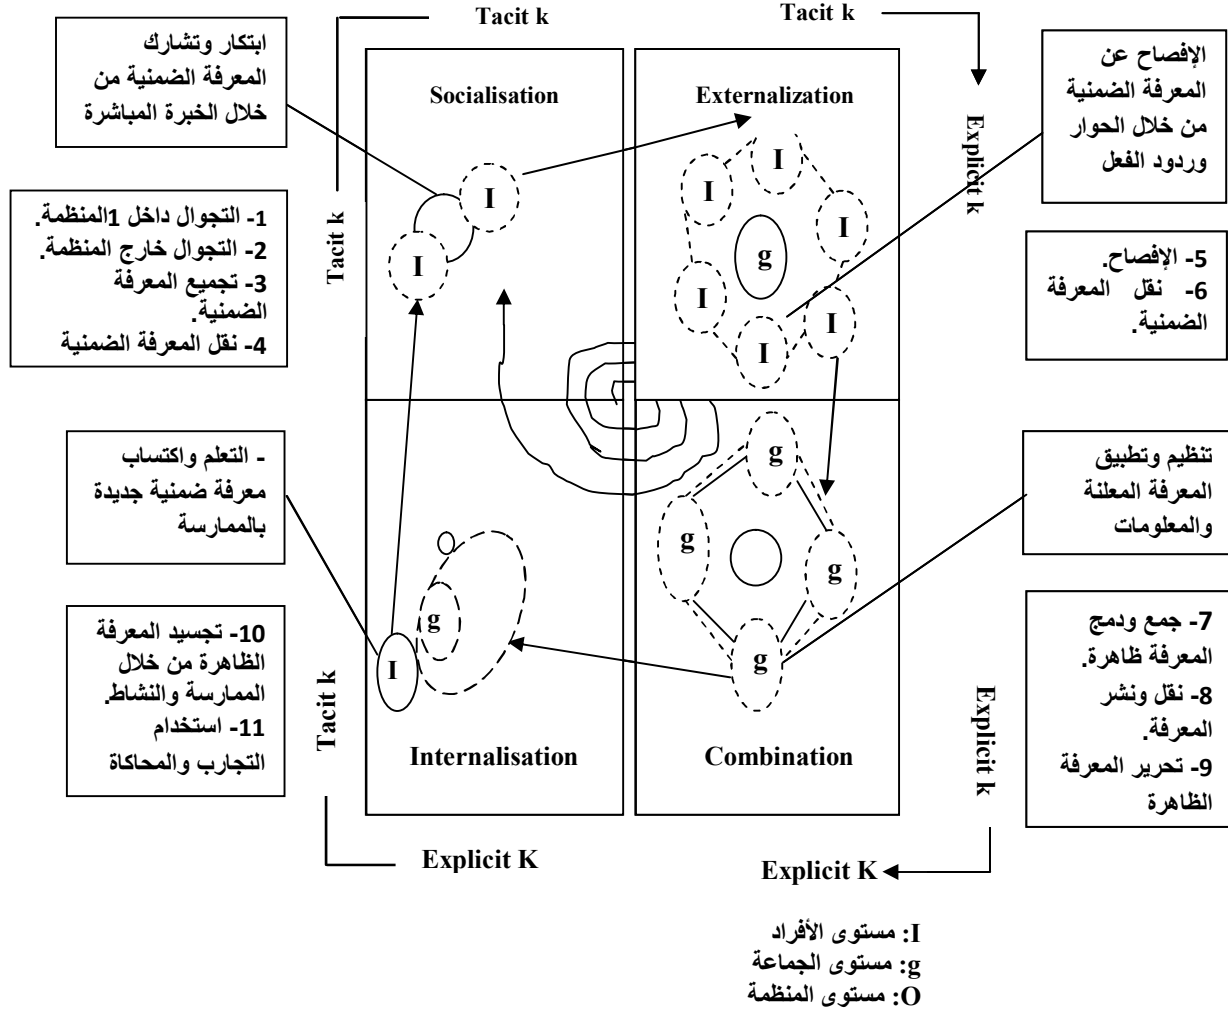 Tacit k
Tacit k
ابتكار وتشارك
المعرفة الضمنية من
خلال الخبرة المباشرة
Tacit k
Socialisation
I
I
Externalization
I
I
I
g
I
I
I
Explicit k
الإفصاح عن
المعرفة الضمنية
من خلال الحوار
وردود الفعل
1- التجوال داخل 1المنظمة.
2- التجوال خارج المنظمة.
3- تجميع المعرفة
الضمنية.
4- نقل المعرفة الضمنية
5- الإفصاح.
6- نقل المعرفة
الضمنية.
- التعلم واكتساب
معرفة ضمنية جديدة
بالممارسة
g
g
g
g
تنظيم وتطبيق
المعرفة المعلنة
والمعلومات
10- تجسيد المعرفة
الظاهرة من خلال
الممارسة والنشاط.
11- استخدام
التجارب والمحاكاة
Tacit k
g
I
Internalisation
Combination
Explicit k
7- جمع ودمج
المعرفة ظاهرة.
8- نقل ونشر
المعرفة.
9- تحرير المعرفة
الظاهرة
Explicit K
Explicit K
I: مستوى الأفراد
g: مستوى الجماعة
O: مستوى المنظمة